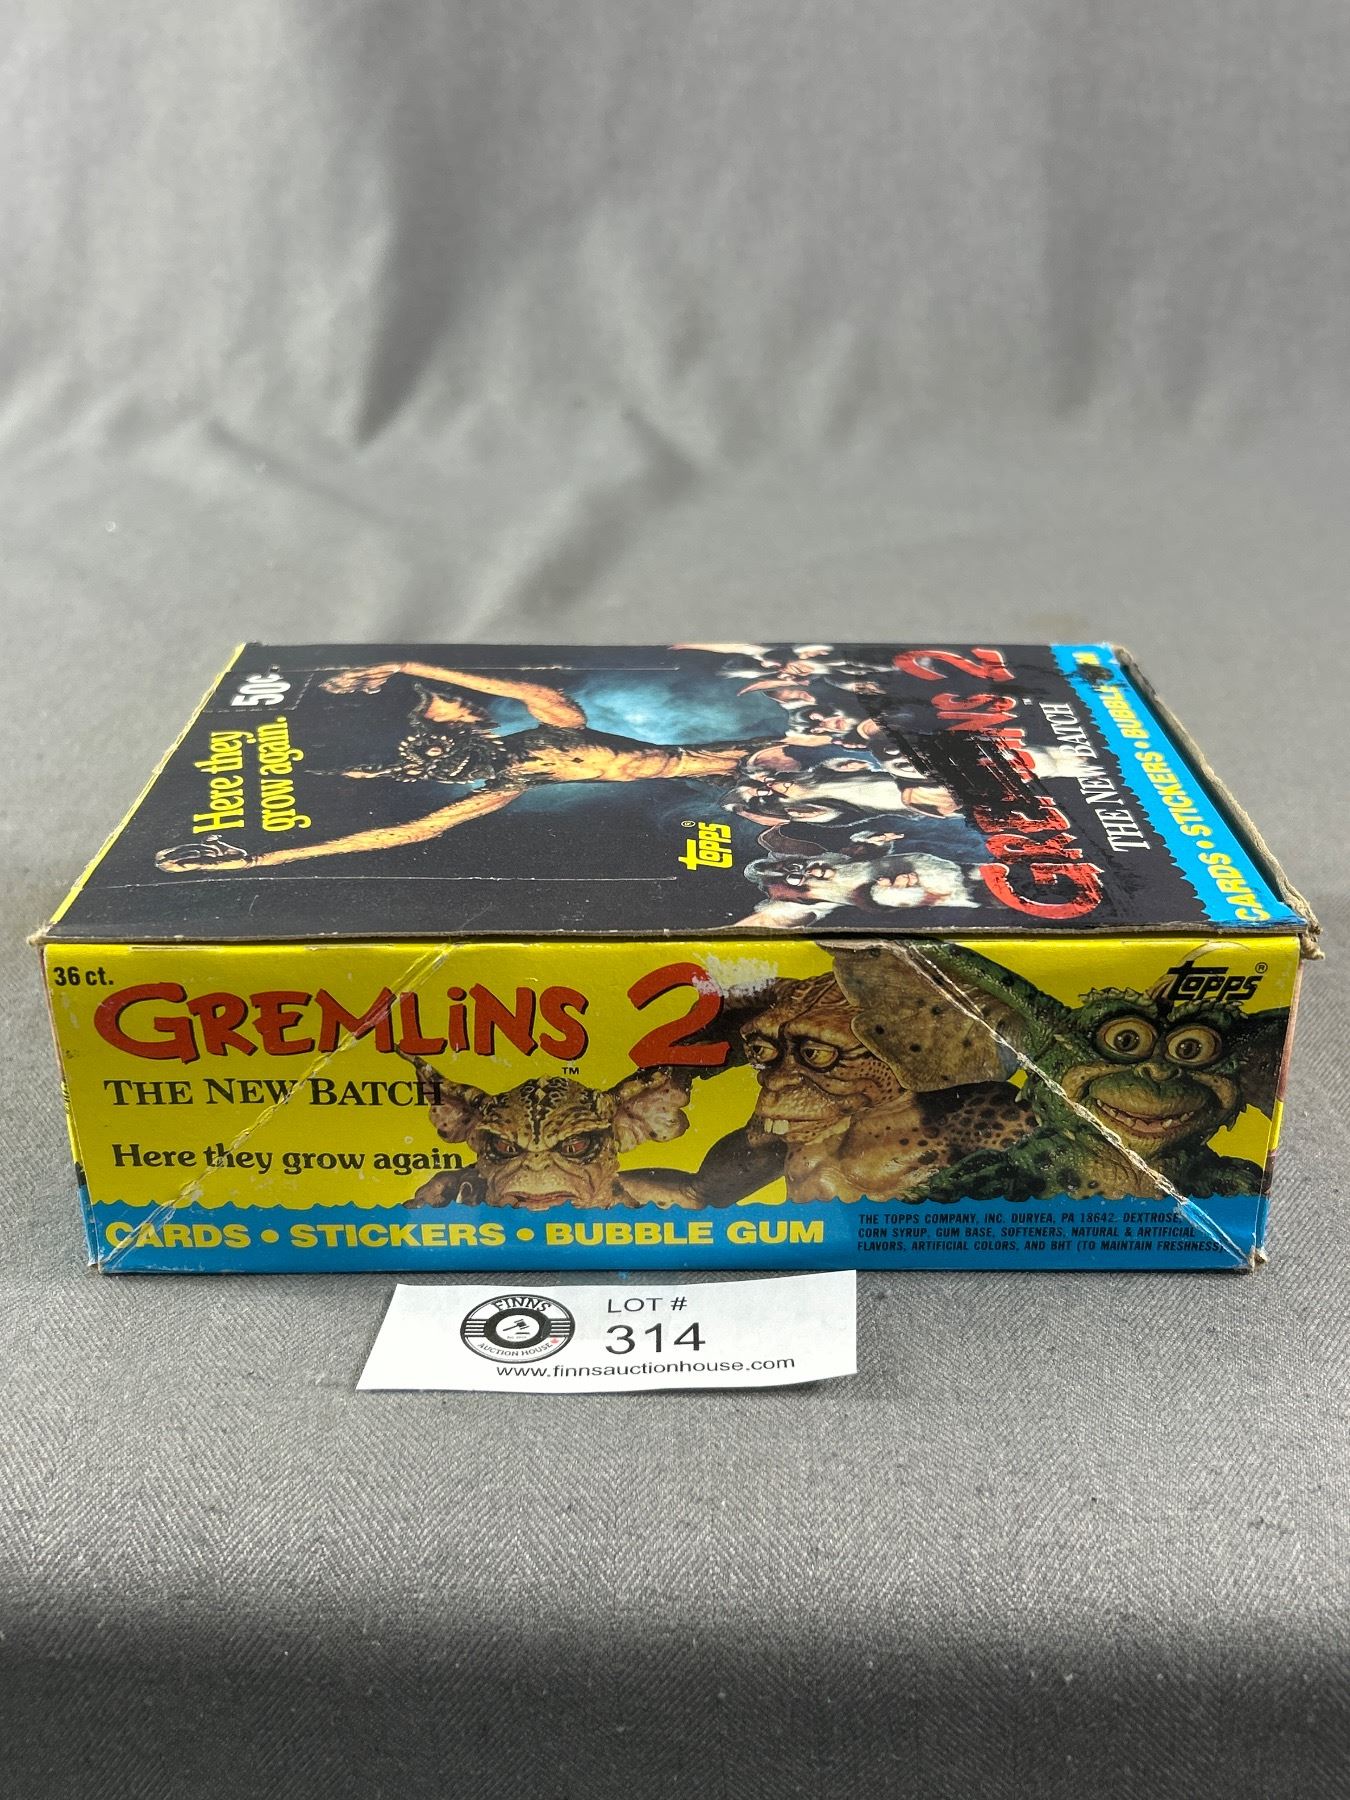 50¢
Here they
grow again.
TOPPS®
GREMLINS 2
THE NEW BATCH
CARDS • STICKERS • BUBBLE
36 ct.
GREMLiNS 2
™
THE NEW BATCH
Here they grow again
TOPPS®
CARDS • STICKERS • BUBBLE GUM
THE TOPPS COMPANY, INC. DURYEA, PA 18642. DEXTROSE,
CORN SYRUP, GUM BASE, SOFTENERS, NATURAL & ARTIFICIAL
FLAVORS, ARTIFICIAL COLORS, AND BHT (TO MAINTAIN FRESHNESS)
FINNS
AUCTION HOUSE
LOT #
314
www.finnsauctionhouse.com